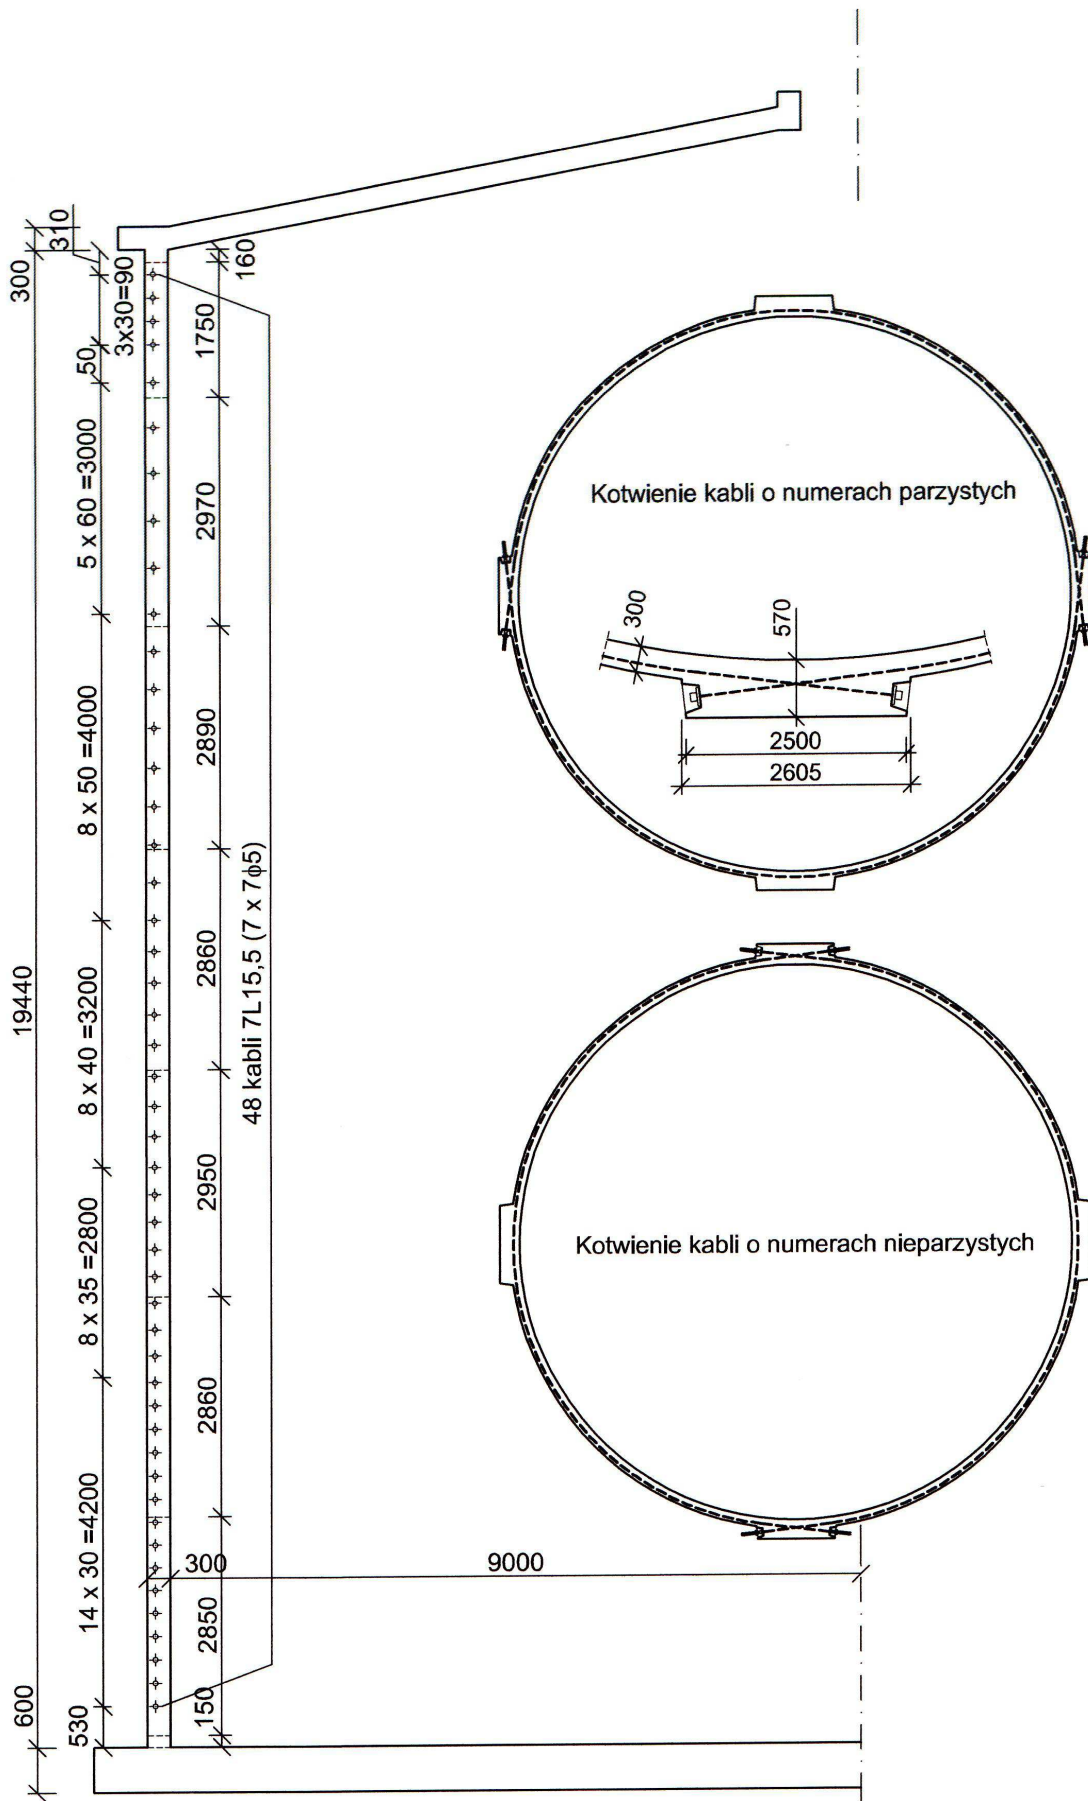 300
310
160
3x30=90
1750
50
5 x 60 =3000
2970
8 x 50 =4000
2890
48 kabli 7L15,5 (7 x 7ϕ5)
19440
8 x 40 =3200
2860
2950
8 x 35 =2800
2860
14 x 30 =4200
300
9000
2850
150
530
600
Kotwienie kabli o numerach parzystych
300
570
2500
2605
Kotwienie kabli o numerach nieparzystych